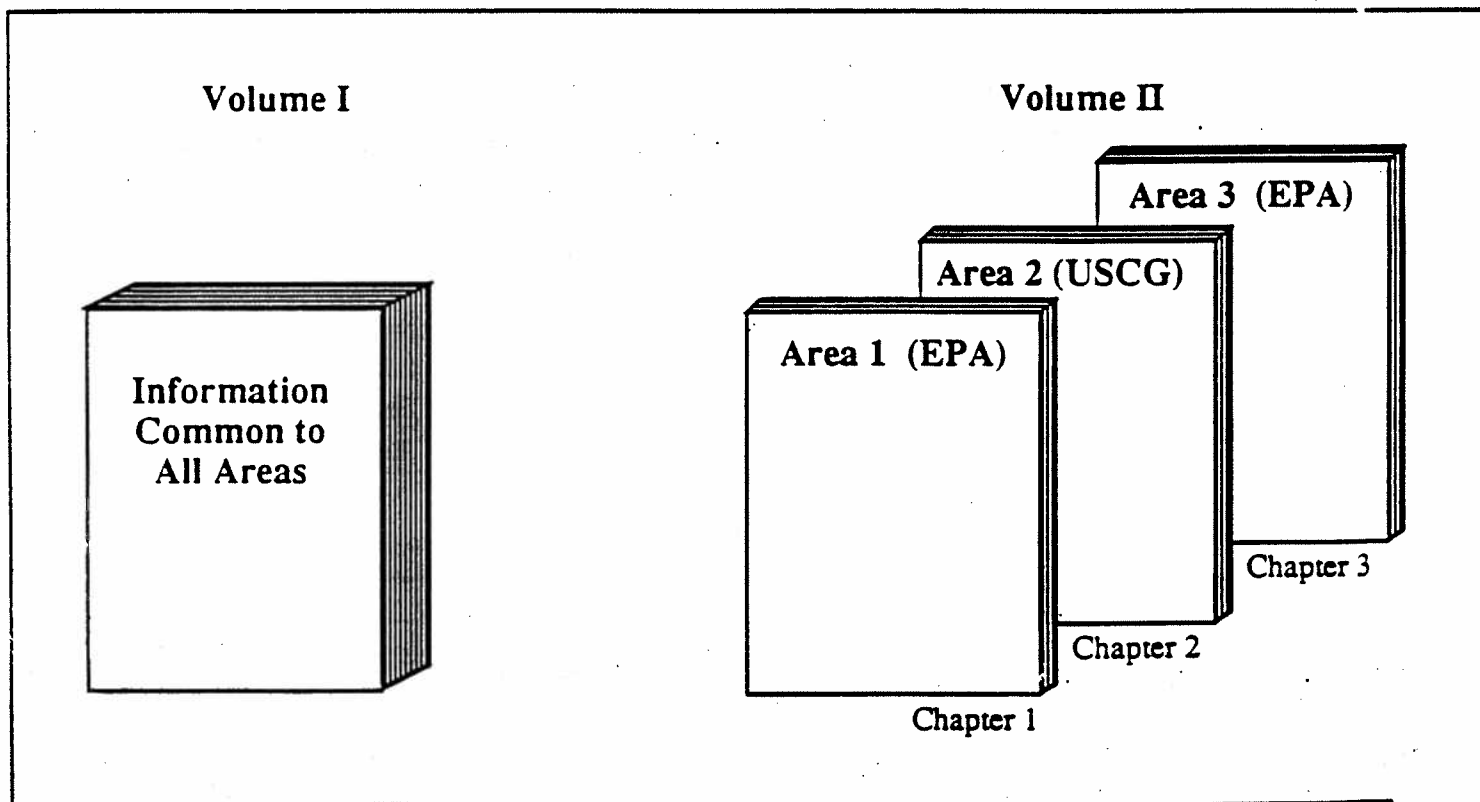 Volume I
Information
Common to
All Areas
Volume II
Area 1 (EPA)
Chapter 1
Area 2 (USCG)
Chapter 2
Area 3 (EPA)
Chapter 3